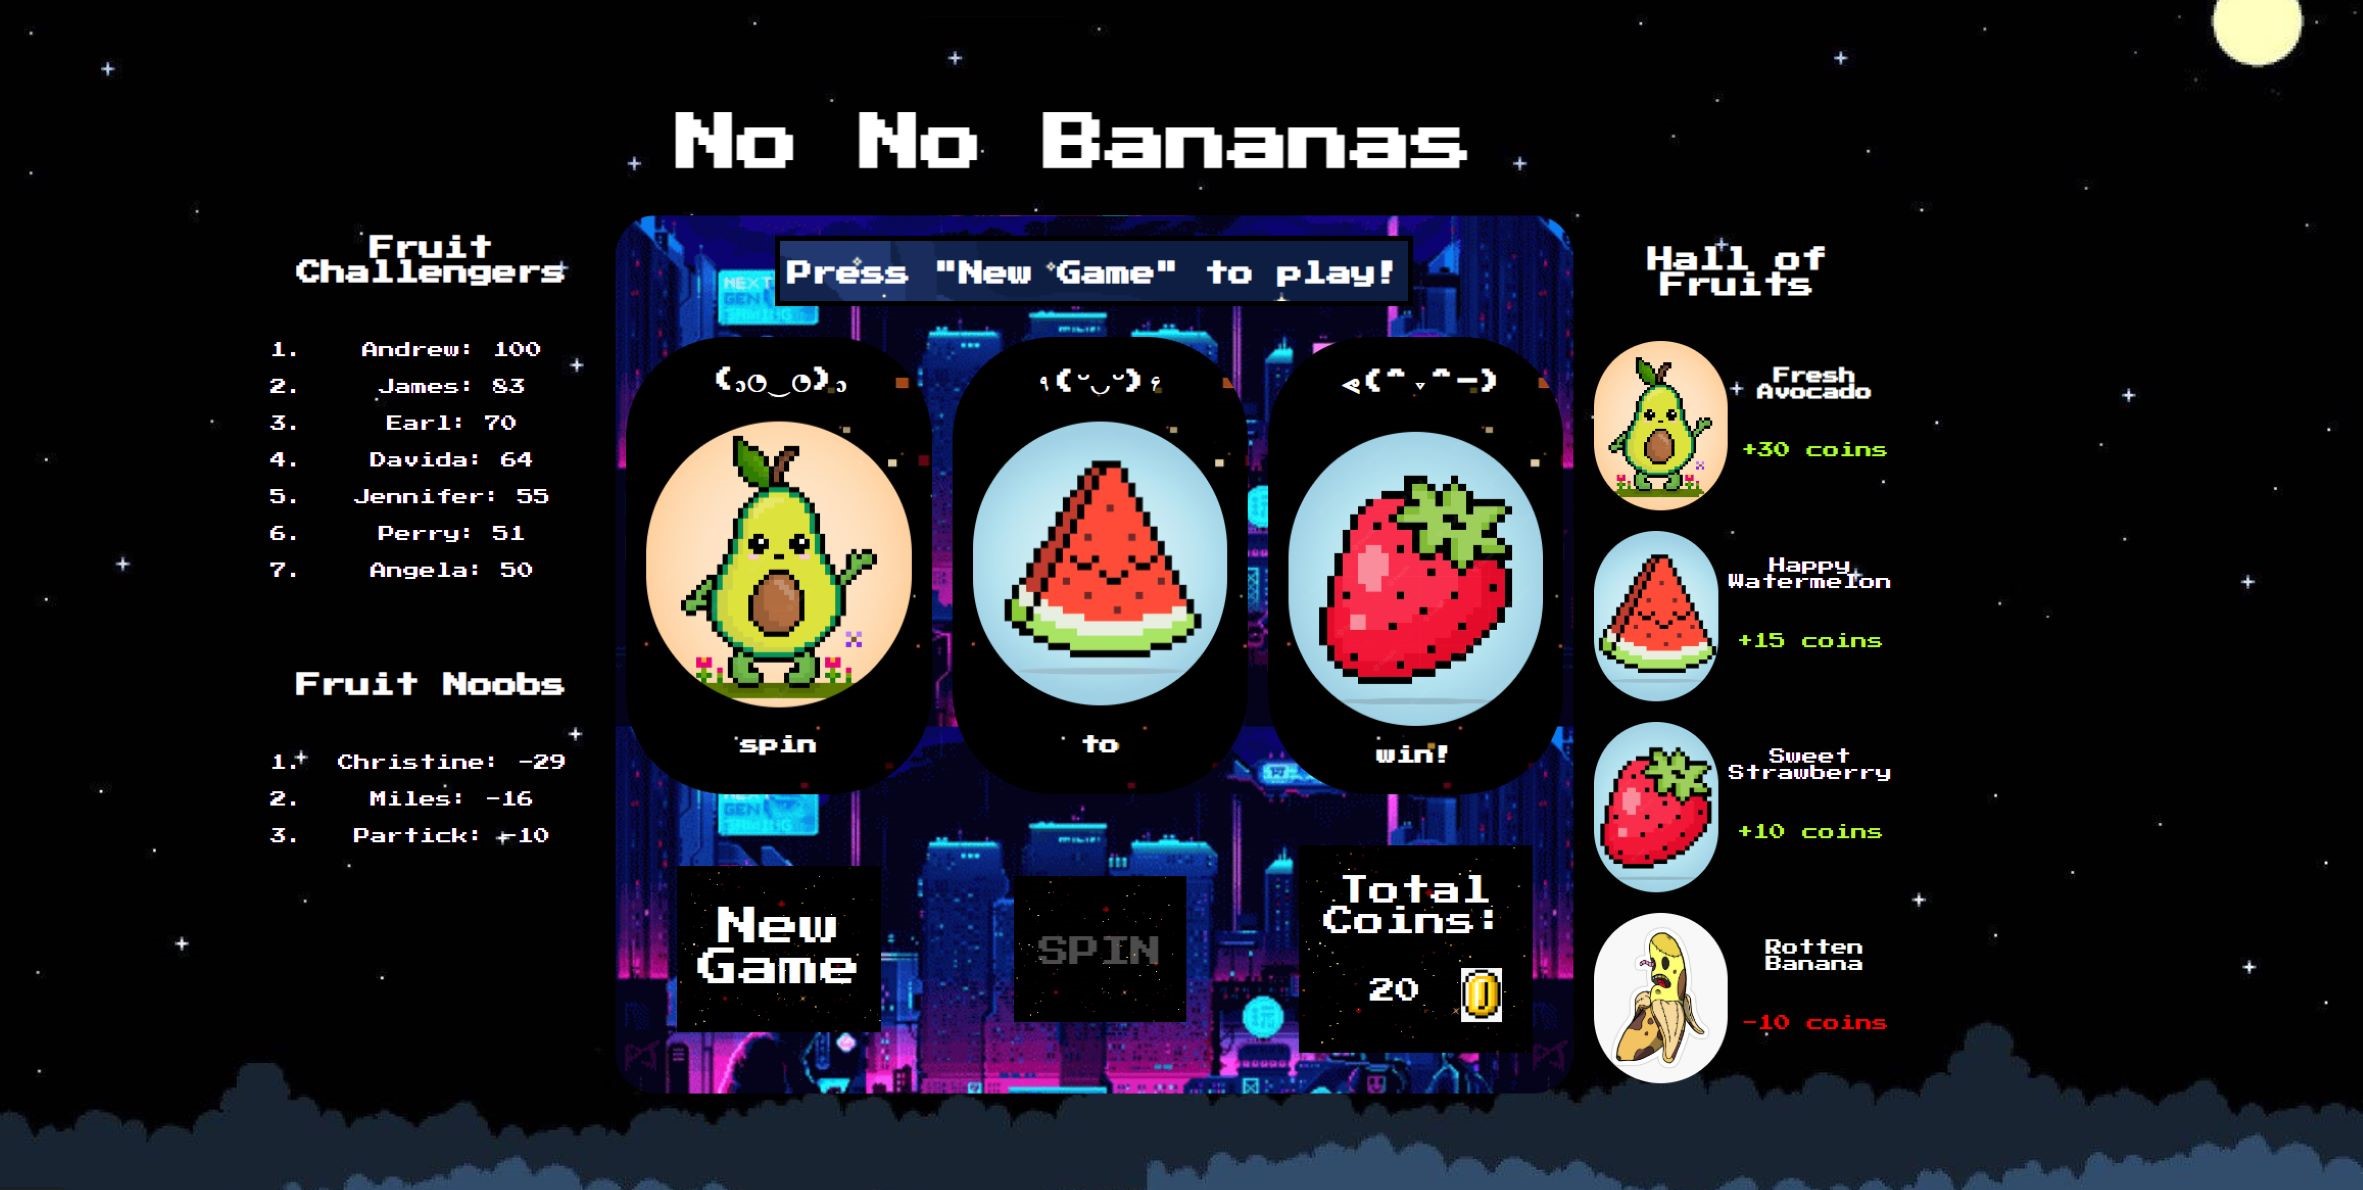 No No Bananas
Fruit
Challengers
1. Andrew: 100
2. James: 83
3. Earl: 70
4. Davida: 64
5. Jennifer: 55
6. Perry: 51
7. Angela: 50
Fruit Noobs
1. Christine: -29
2. Miles: -16
3. Partick: -10
Press "New Game" to play!
NEXT
GEN
spin
to
win!
GEN
New
Game
SPIN
Total
Coins:
20
Hall of
Fruits
Fresh
Avocado
+30 coins
Happy
Watermelon
+15 coins
Sweet
Strawberry
+10 coins
Rotten
Banana
-10 coins